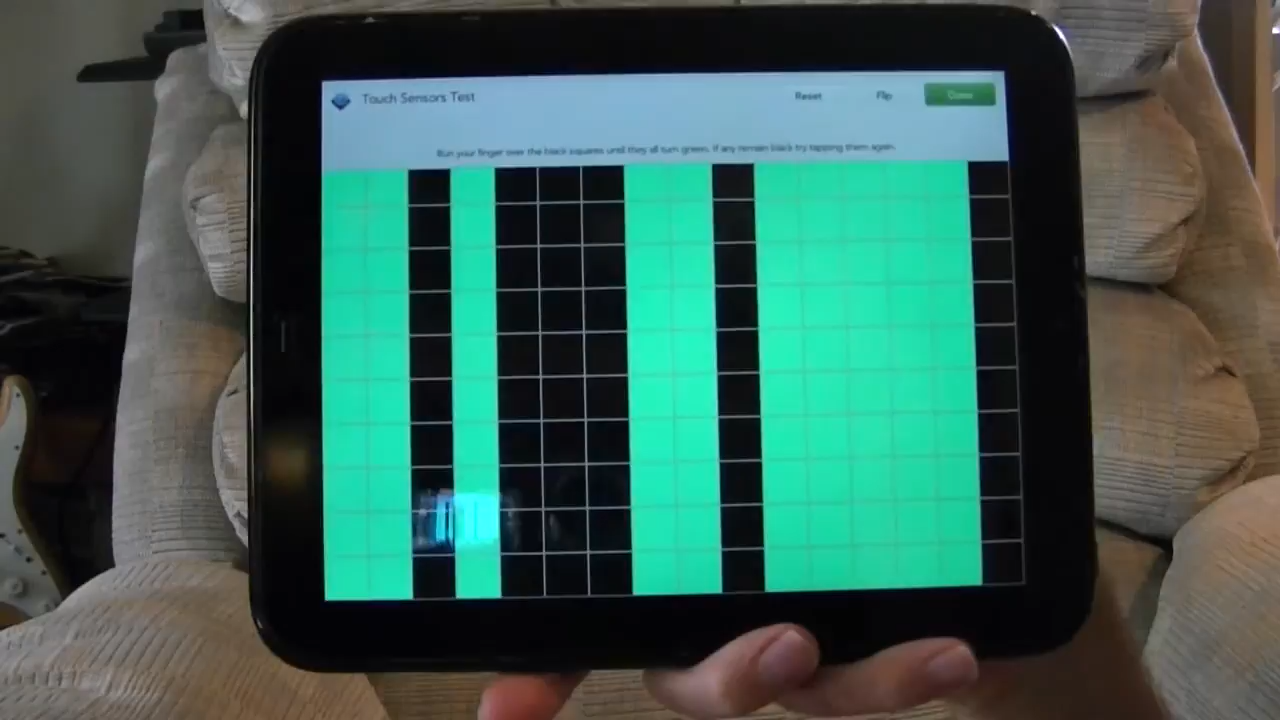 Touch Sensors Test
Reset
Flip
Done
Run your finger over the black squares until they all turn green. If any remain black try tapping them again.